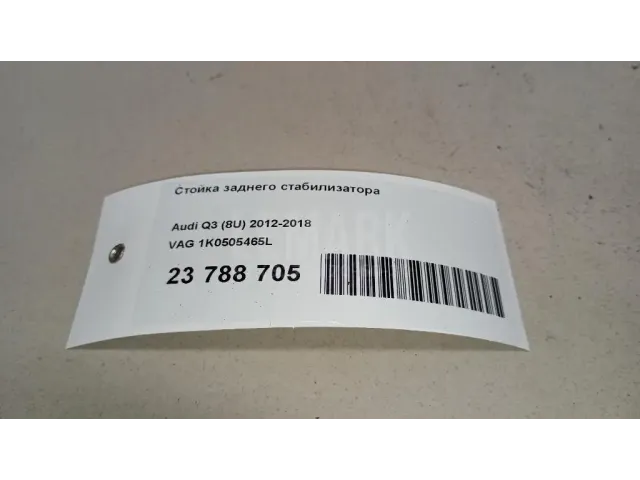 Стойка заднего стабилизатора
Audi Q3 (8U) 2012-2018
VAG 1K0505465L
23 788 705